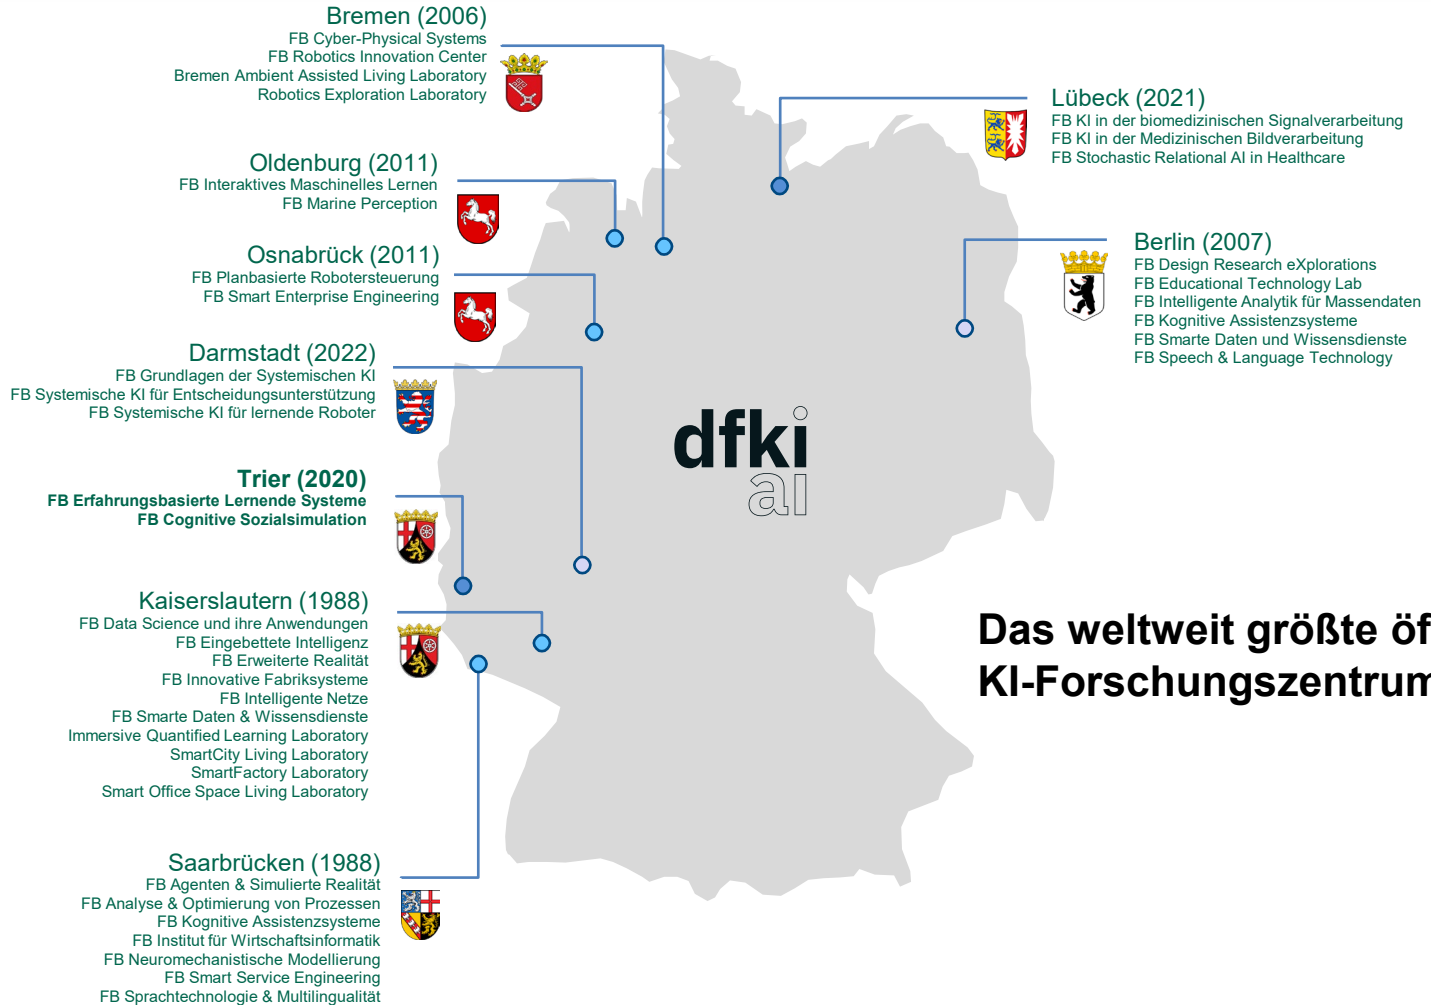 Bremen (2006)
FB Cyber-Physical Systems
FB Robotics Innovation Center
Bremen Ambient Assisted Living Laboratory
Robotics Exploration Laboratory
Oldenburg (2011)
FB Interaktives Maschinelles Lernen
FB Marine Perception
Osnabrück (2011)
FB Planbasierte Robotersteuerung
FB Smart Enterprise Engineering
Darmstadt (2022)
FB Grundlagen der Systemischen KI
FB Systemische KI für Entscheidungsunterstützung
FB Systemische KI für lernende Roboter
Trier (2020)
FB Erfahrungsbasierte Lernende Systeme
FB Cognitive Sozialsimulation
Kaiserslautern (1988)
FB Data Science und ihre Anwendungen
FB Eingebettete Intelligenz
FB Erweiterte Realität
FB Innovative Fabriksysteme
FB Intelligente Netze
FB Smarte Daten & Wissensdienste
Immersive Quantified Learning Laboratory
SmartCity Living Laboratory
SmartFactory Laboratory
Smart Office Space Living Laboratory
Saarbrücken (1988)
FB Agenten & Simulierte Realität
FB Analyse & Optimierung von Prozessen
FB Kognitive Assistenzsysteme
FB Institut für Wirtschaftsinformatik
FB Neuromechanistische Modellierung
FB Smart Service Engineering
FB Sprachtechnologie & Multilingualität
dfki
ai
Lübeck (2021)
FB KI in der biomedizinischen Signalverarbeitung
FB KI in der Medizinischen Bildverarbeitung
FB Stochastic Relational AI in Healthcare
Berlin (2007)
FB Design Research eXplorations
FB Educational Technology Lab
FB Intelligente Analytik für Massendaten
FB Kognitive Assistenzsysteme
FB Smarte Daten und Wissensdienste
FB Speech & Language Technology
Das weltweit größte öf
KI-Forschungszentrum